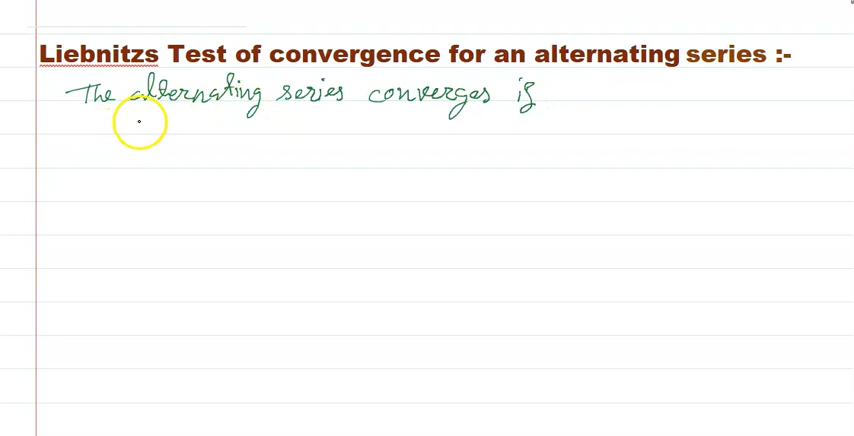 Liebnitzs Test of convergence for an alternating series :-
The alternating series converges if